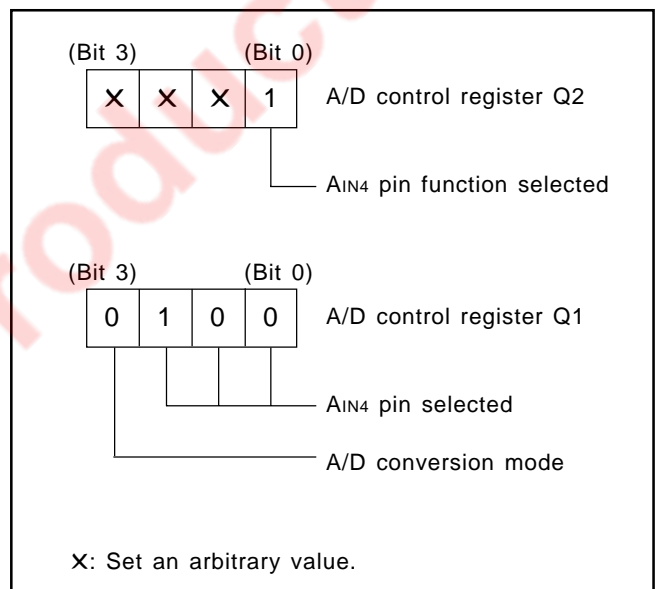 (Bit 3) (Bit 0)
X X X 1 A/D control register Q2
AIN4 pin function selected
(Bit 3) (Bit 0)
0 1 0 0 A/D control register Q1
AIN4 pin selected
A/D conversion mode
X: Set an arbitrary value.
roduc